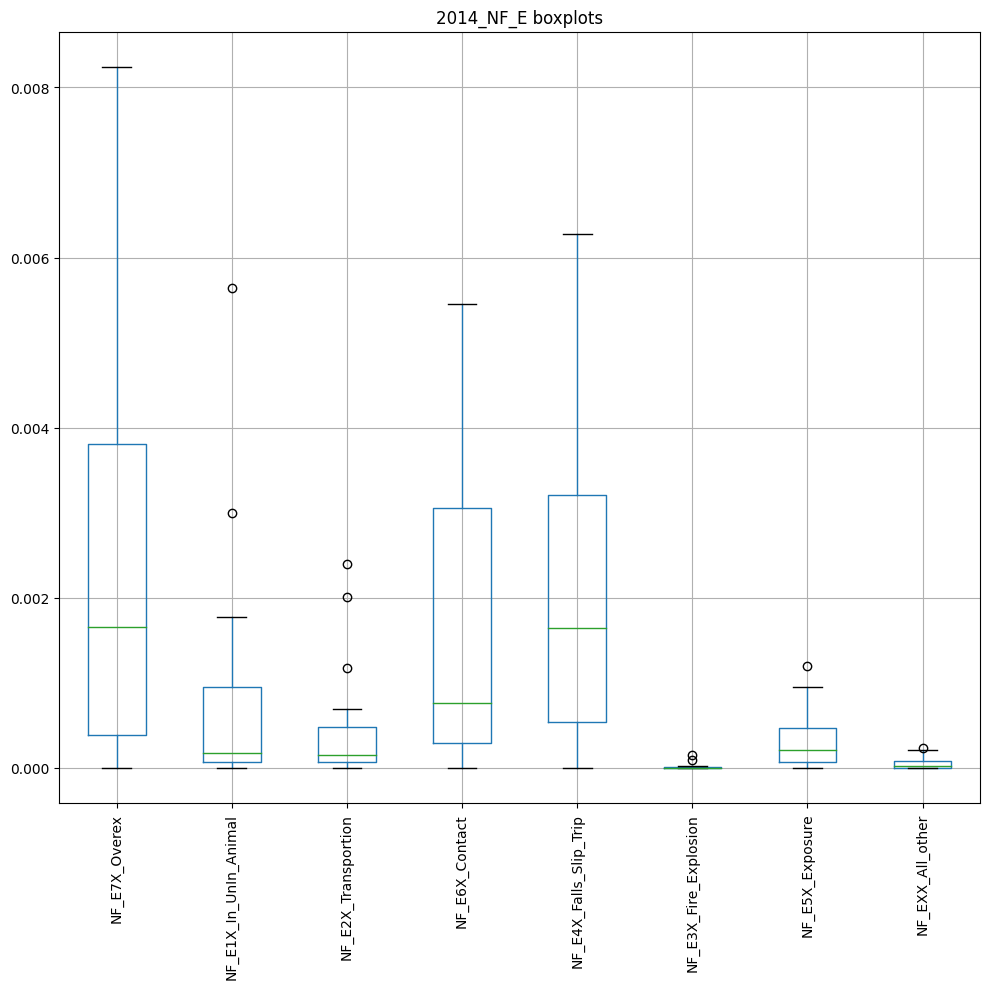 2014_NF_E boxplots
0.008
0.006
0.004
0.002
0.000
NF_E7X_Overex
NF_E1X_In_UnIn_Animal
NF_E2X_Transportion
NF_E6X_Contact
NF_E4X_Falls_Slip_Trip
NF_E3X_Fire_Explosion
NF_E5X_Exposure
NF_EXX_All_other